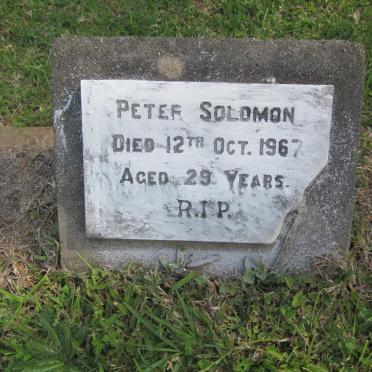 PETER SOLOMON
DIED 12TH OCT. 1967
AGED 29 YEARS.
R.I.P.